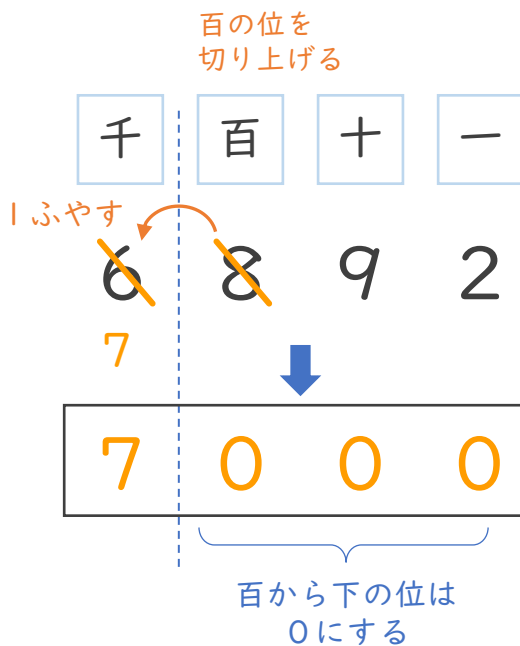 百の位を
切り上げる
千 百 十 一
1ふやす
6 8 9 2
7
7 0 0 0
百から下の位は
0にする